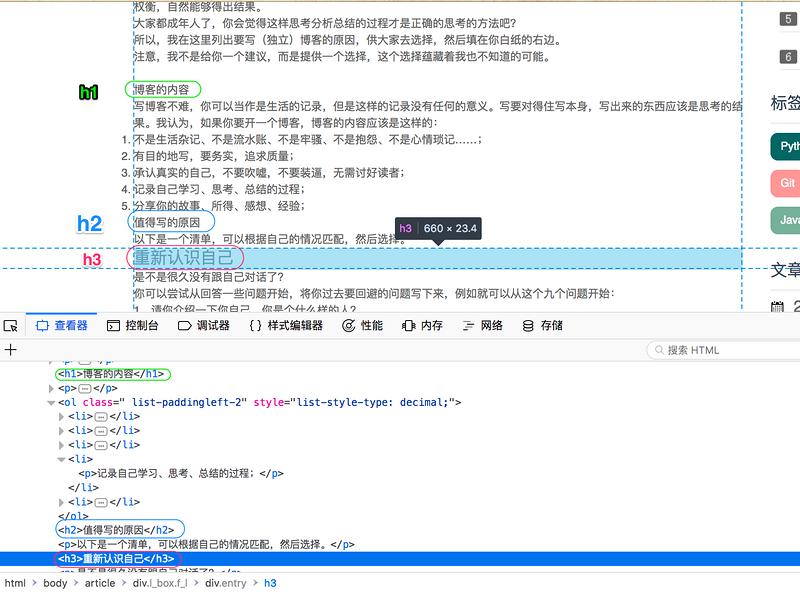 权衡，自然能够得出结果。
大家都成年人了，你会觉得这样思考分析总结的过程才是正确的思考的方法吧？
所以，我在这里列出要写（独立）博客的原因，供大家去选择，然后填在你白纸的右边。
注意，我不是给你一个建议，而是提供一个选择，这个选择蕴藏着我也不知道的可能。
5
6
h1 博客的内容
标签
写博客不难，你可以当作是生活的记录，但是这样的记录没有任何的意义。写要对得住写本身，写出来的东西应该是思考的结
果。我认为，如果你要开一个博客，博客的内容应该是这样的：
1. 不是生活杂记、不是流水账、不是牢骚、不是抱怨、不是心情琐记……；
Pyth
2. 有目的地写，要务实，追求质量；
3. 承认真实的自己，不要吹嘘，不要装逼，无需讨好读者；
Git
4. 记录自己学习、思考、总结的过程；
5. 分享你的故事、所得、感想、经验；
Java
h2 值得写的原因
h3 660 × 23.4
以下是一个清单，可以根据自己的情况匹配，然后选择。
h3 重新认识自己
文章
是不是很久没有跟自己对话了？
你可以尝试从回答一些问题开始，将你过去要回避的问题写下来，例如就可以从这个九个问题开始：
1. 请你介绍一下你自己，你是个什么样的人？
2
查看器 控制台 调试器 { } 样式编辑器 性能 内存 网络 存储
+ 搜索 HTML
<h1>博客的内容</h1>
<p>…</p>
<ol class=" list-paddingleft-2" style="list-style-type: decimal;">
<li>…</li>
<li>…</li>
<li>…</li>
<li>
<p>记录自己学习、思考、总结的过程；</p>
</li>
<li>…</li>
</ol>
<h2>值得写的原因</h2>
<p>以下是一个清单，可以根据自己的情况匹配，然后选择。</p>
<h3>重新认识自己</h3>
<p>是不是很久没有跟自己对话了？</p>
html > body > article > div.l_box.f_l > div.entry > h3